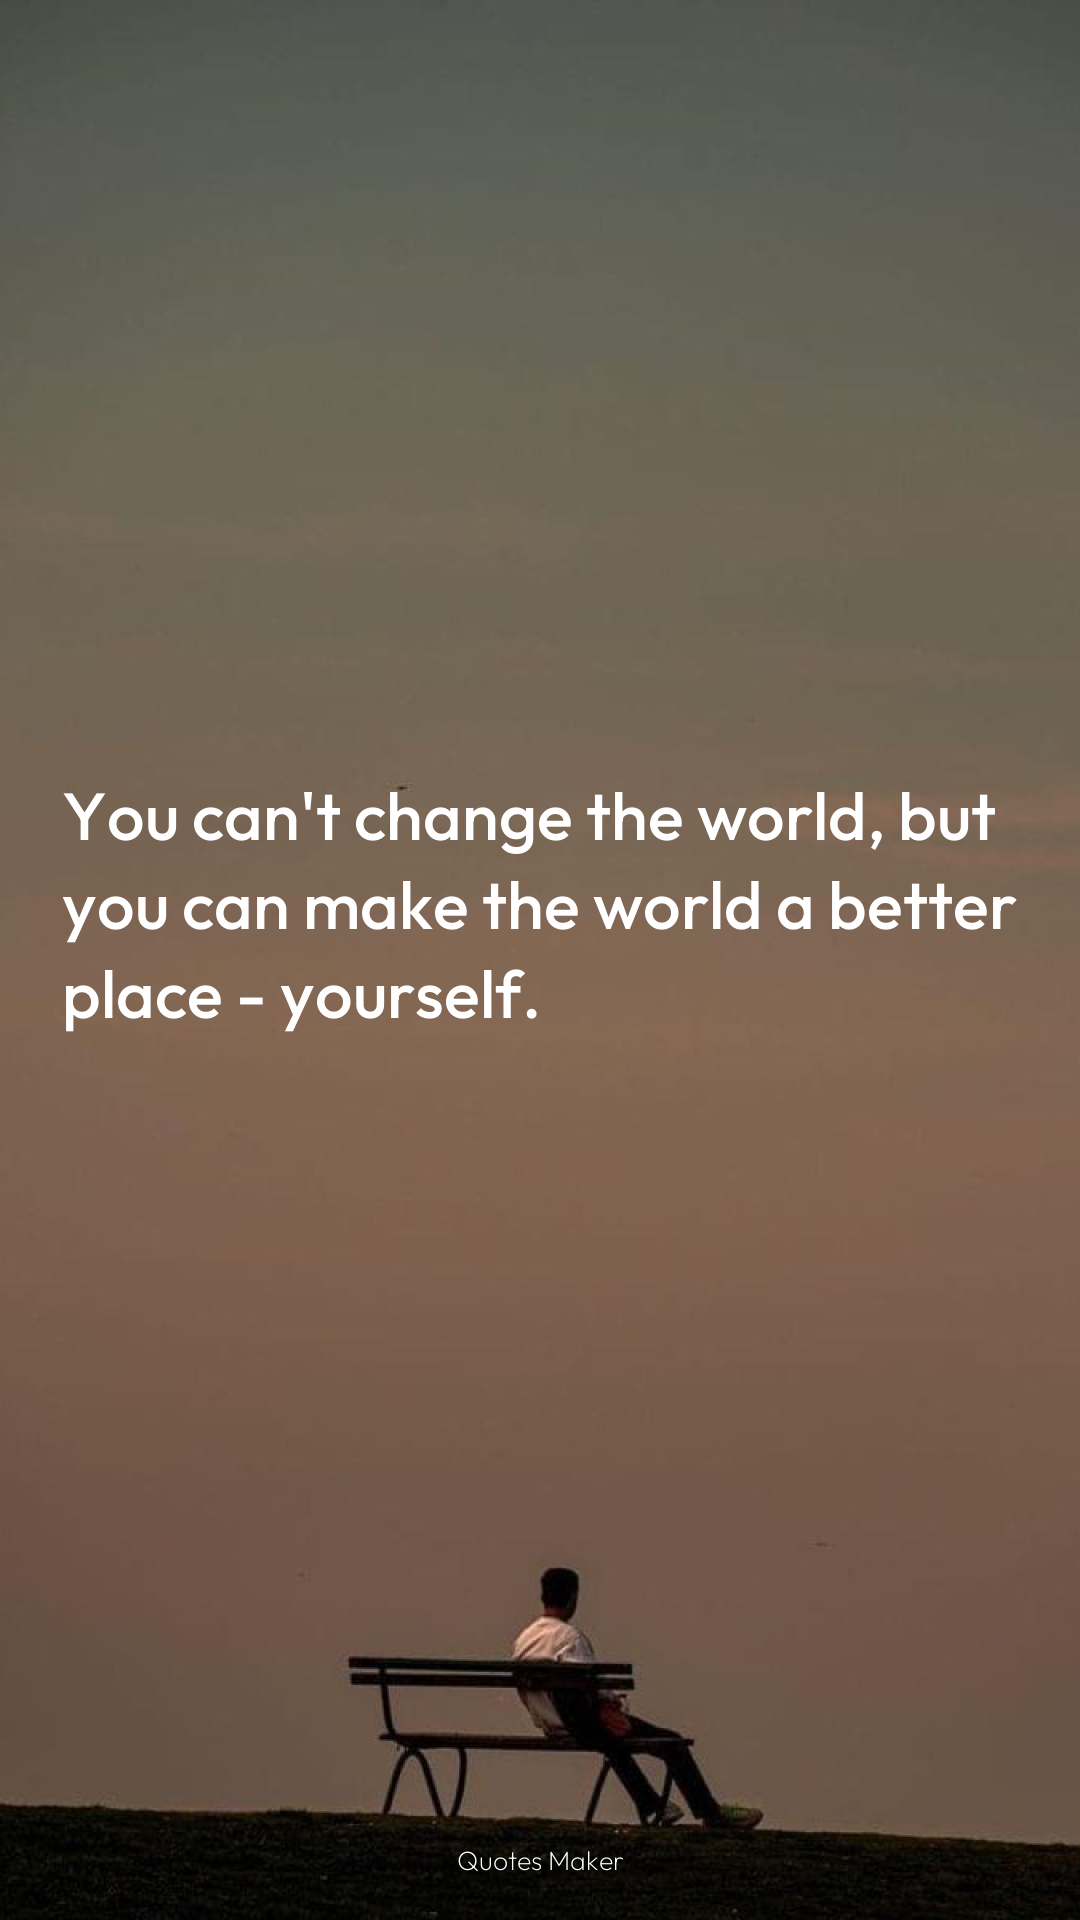 You can't change the world, but
you can make the world a better
place - yourself.
Quotes Maker